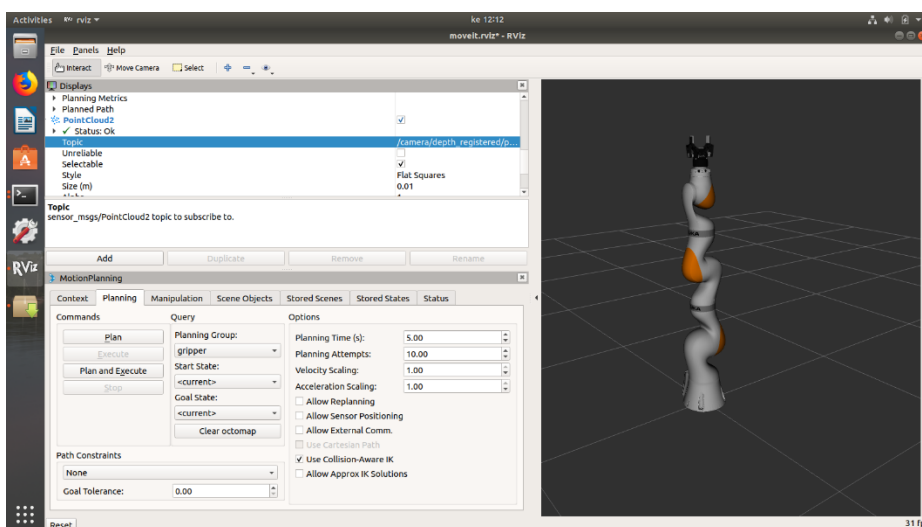 Activities RViz rviz ke 12:12
moveit.rviz* - RViz
File Panels Help
Interact Move Camera Select
Displays
Planning Metrics
Planned Path
PointCloud2
Status: Ok
Topic /camera/depth_registered/p...
Unreliable
Selectable
Style Flat Squares
Size (m) 0.01
Topic
sensor_msgs/PointCloud2 topic to subscribe to.
Add Duplicate Remove Rename
RViz
MotionPlanning
Context Planning Manipulation Scene Objects Stored Scenes Stored States Status
Commands Query Options
Plan Planning Group: Planning Time (s): 5.00
Execute gripper Planning Attempts: 10.00
Plan and Execute Start State: Velocity Scaling: 1.00
Stop <current> Acceleration Scaling: 1.00
Goal State: Allow Replanning
<current> Allow Sensor Positioning
Clear octomap Allow External Comm.
Use Cartesian Path
Path Constraints Use Collision-Aware IK
None Allow Approx IK Solutions
Goal Tolerance: 0.00
Reset